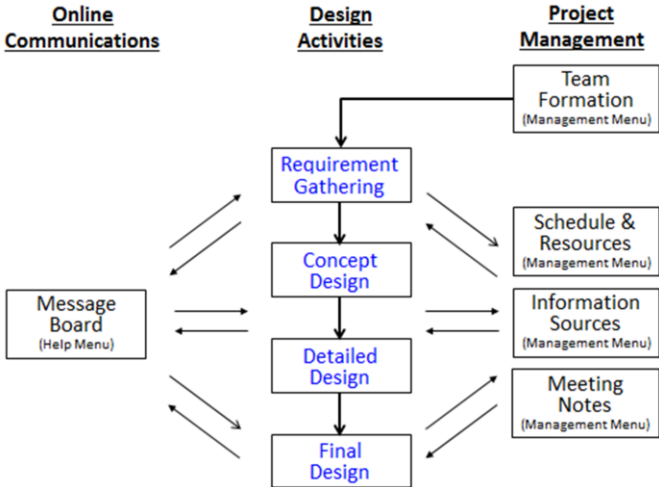 Online
Communications
Design
Activities
Project
Management
Team
Formation
(Management Menu)
Requirement
Gathering
Schedule &
Resources
(Management Menu)
Concept
Design
Message
Board
(Help Menu)
Information
Sources
(Management Menu)
Detailed
Design
Meeting
Notes
(Management Menu)
Final
Design